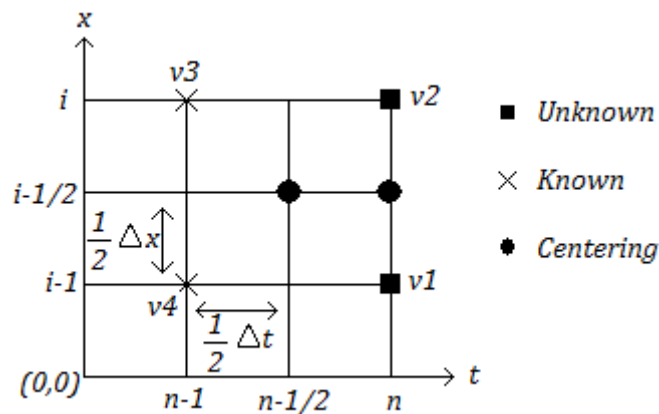 x
v3
i
v2
Unknown
i-1/2
Known
1/2 Δx
Centering
i-1
v1
v4
1/2 Δt
(0,0)
t
n-1
n-1/2
n